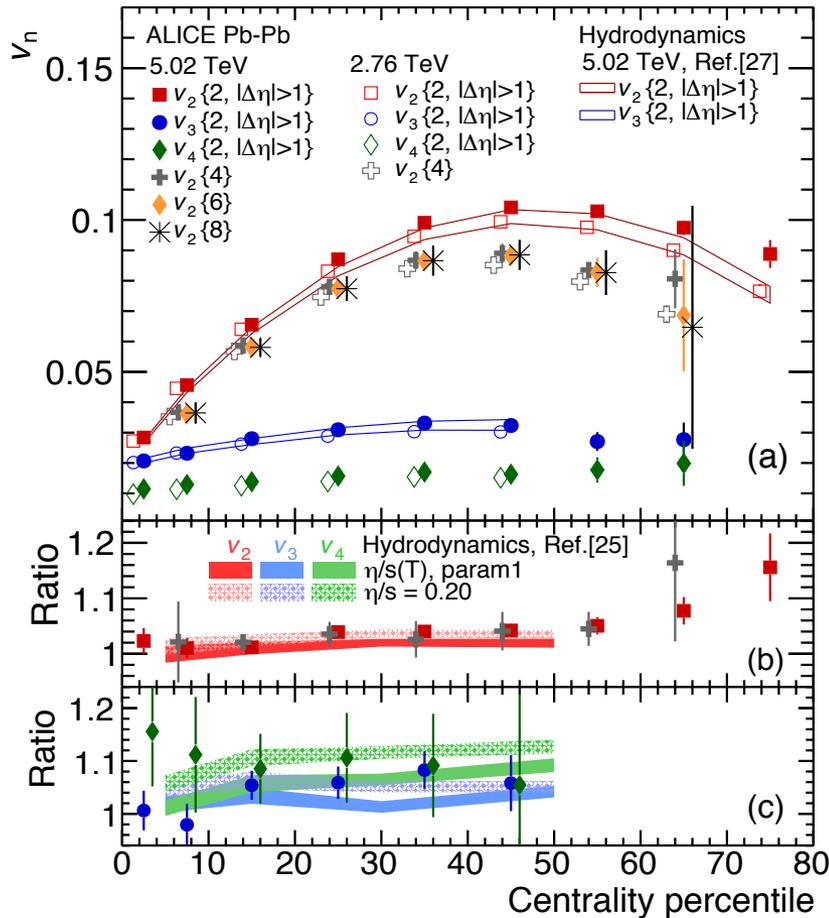 v_n
ALICE Pb-Pb
5.02 TeV
v_2{2, |Δη|>1}
v_3{2, |Δη|>1}
v_4{2, |Δη|>1}
v_2{4}
v_2{6}
v_2{8}
2.76 TeV
v_2{2, |Δη|>1}
v_3{2, |Δη|>1}
v_4{2, |Δη|>1}
v_2{4}
Hydrodynamics
5.02 TeV, Ref.[27]
v_2{2, |Δη|>1}
v_3{2, |Δη|>1}
0.15
0.1
0.05
(a)
Ratio
1.2
1.1
1
v_2 v_3 v_4 Hydrodynamics, Ref.[25]
η/s(T), param1
η/s = 0.20
(b)
Ratio
1.2
1.1
1
(c)
0 10 20 30 40 50 60 70 80
Centrality percentile